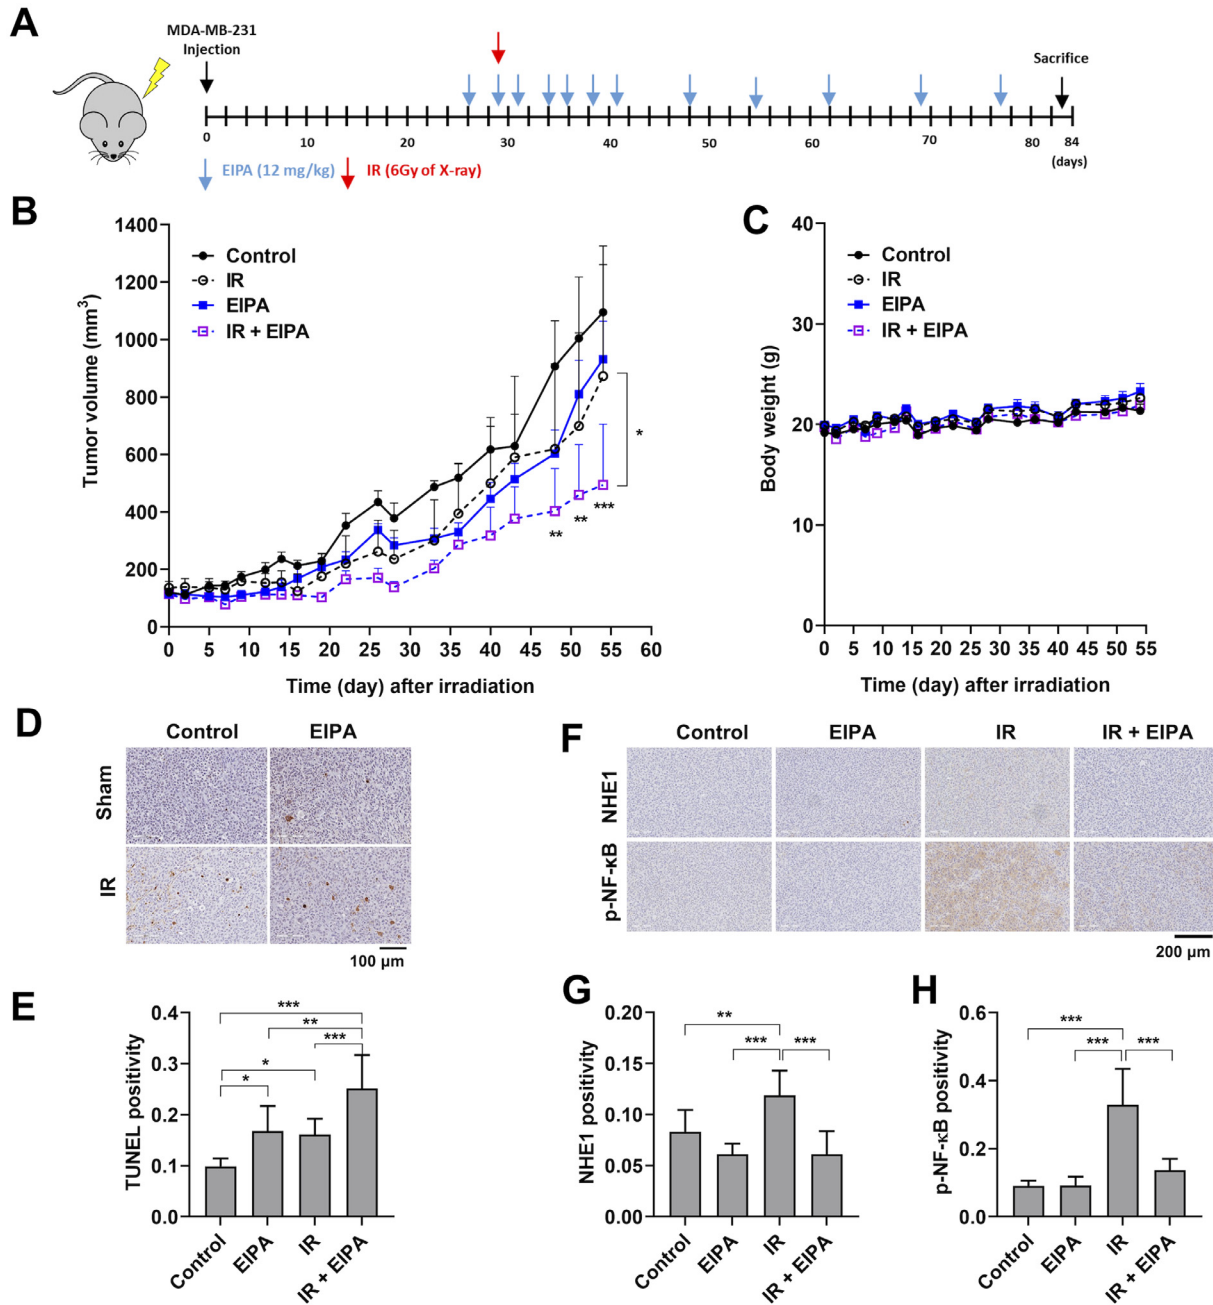 A
MDA-MB-231
Injection
Sacrifice
0 10 20 30 40 50 60 70 80 84
(days)
EIPA (12 mg/kg) IR (6Gy of X-ray)
B
Tumor volume (mm3)
1400
1200
1000
800
600
400
200
0
Control
IR
EIPA
IR + EIPA
*
** ** ***
0 5 10 15 20 25 30 35 40 45 50 55 60
Time (day) after irradiation
C
Body weight (g)
40
30
20
10
0
Control
IR
EIPA
IR + EIPA
0 5 10 15 20 25 30 35 40 45 50 55
Time (day) after irradiation
D
Control EIPA
Sham
IR
100 μm
F
Control EIPA IR IR + EIPA
NHE1
p-NF-κB
200 μm
E
TUNEL positivity
0.4
0.3
0.2
0.1
0.0
***
**
***
*
*
Control EIPA IR IR + EIPA
G
NHE1 positivity
0.20
0.15
0.10
0.05
0.00
**
*** ***
Control EIPA IR IR + EIPA
H
p-NF-κB positivity
0.6
0.4
0.2
0.0
***
*** ***
Control EIPA IR IR + EIPA